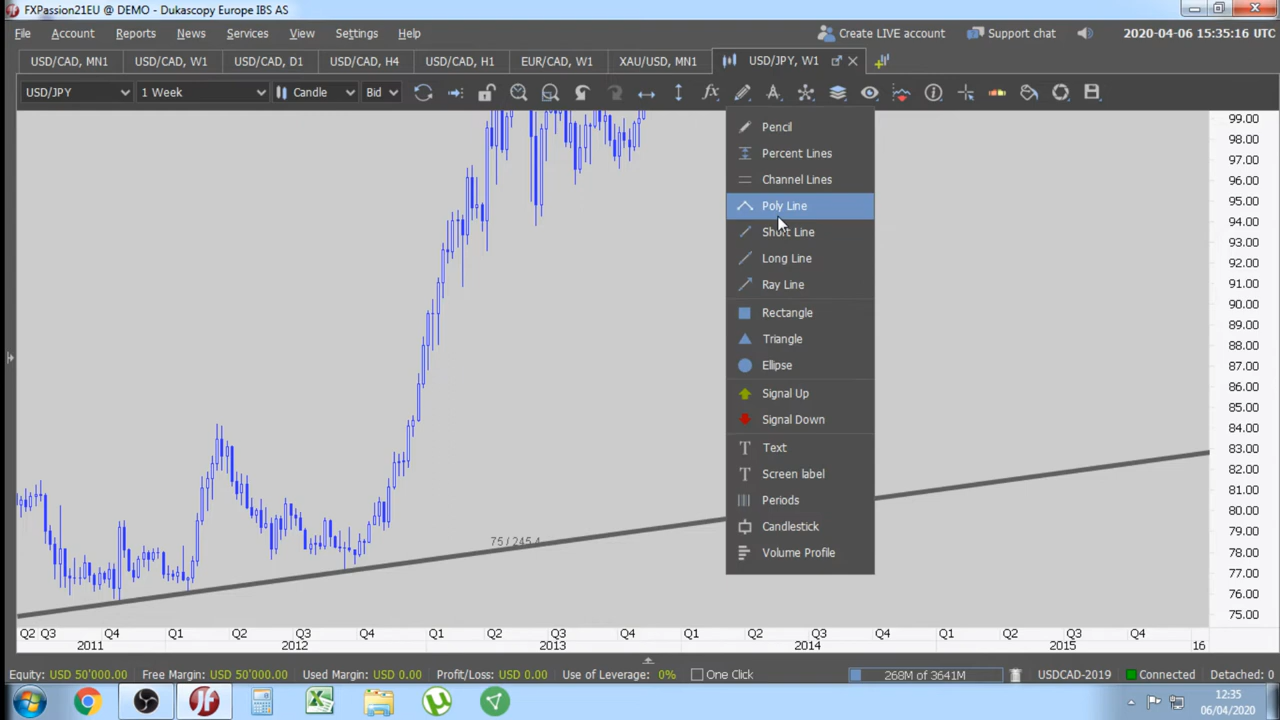 FXPassion21EU @ DEMO - Dukascopy Europe IBS AS
File Account Reports News Services View Settings Help Create LIVE account Support chat 2020-04-06 15:35:16 UTC
USD/CAD, MN1 USD/CAD, W1 USD/CAD, D1 USD/CAD, H4 USD/CAD, H1 EUR/CAD, W1 XAU/USD, MN1 USD/JPY, W1
USD/JPY 1 Week Candle Bid
Pencil
Percent Lines
Channel Lines
Poly Line
Short Line
Long Line
Ray Line
Rectangle
Triangle
Ellipse
Signal Up
Signal Down
Text
Screen label
Periods
Candlestick
Volume Profile
99.00
98.00
97.00
96.00
95.00
94.00
93.00
92.00
91.00
90.00
89.00
88.00
87.00
86.00
85.00
84.00
83.00
82.00
81.00
80.00
79.00
78.00
77.00
76.00
75.00
75 / 245.4
Q2 Q3 Q4 Q1 Q2 Q3 Q4 Q1 Q2 Q3 Q4 Q1 Q2 Q3 Q4 Q1 Q2 Q3 Q4
2011 2012 2013 2014 2015 16
Equity: USD 50'000.00 Free Margin: USD 50'000.00 Used Margin: USD 0.00 Profit/Loss: USD 0.00 Use of Leverage: 0% One Click 268M of 3641M USDCAD-2019 Connected Detached: 0
12:35
06/04/2020